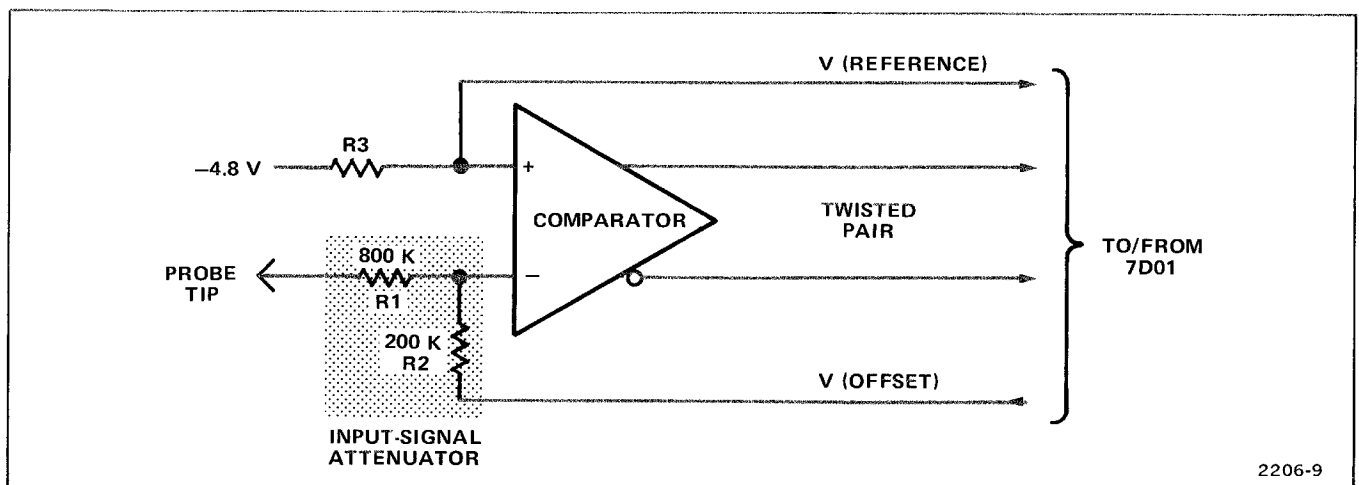 V (REFERENCE)
R3
−4.8 V
+
COMPARATOR
TWISTED
PAIR
TO/FROM
7D01
800 K
PROBE
TIP
R1
−
200 K
R2
V (OFFSET)
INPUT-SIGNAL
ATTENUATOR
2206-9